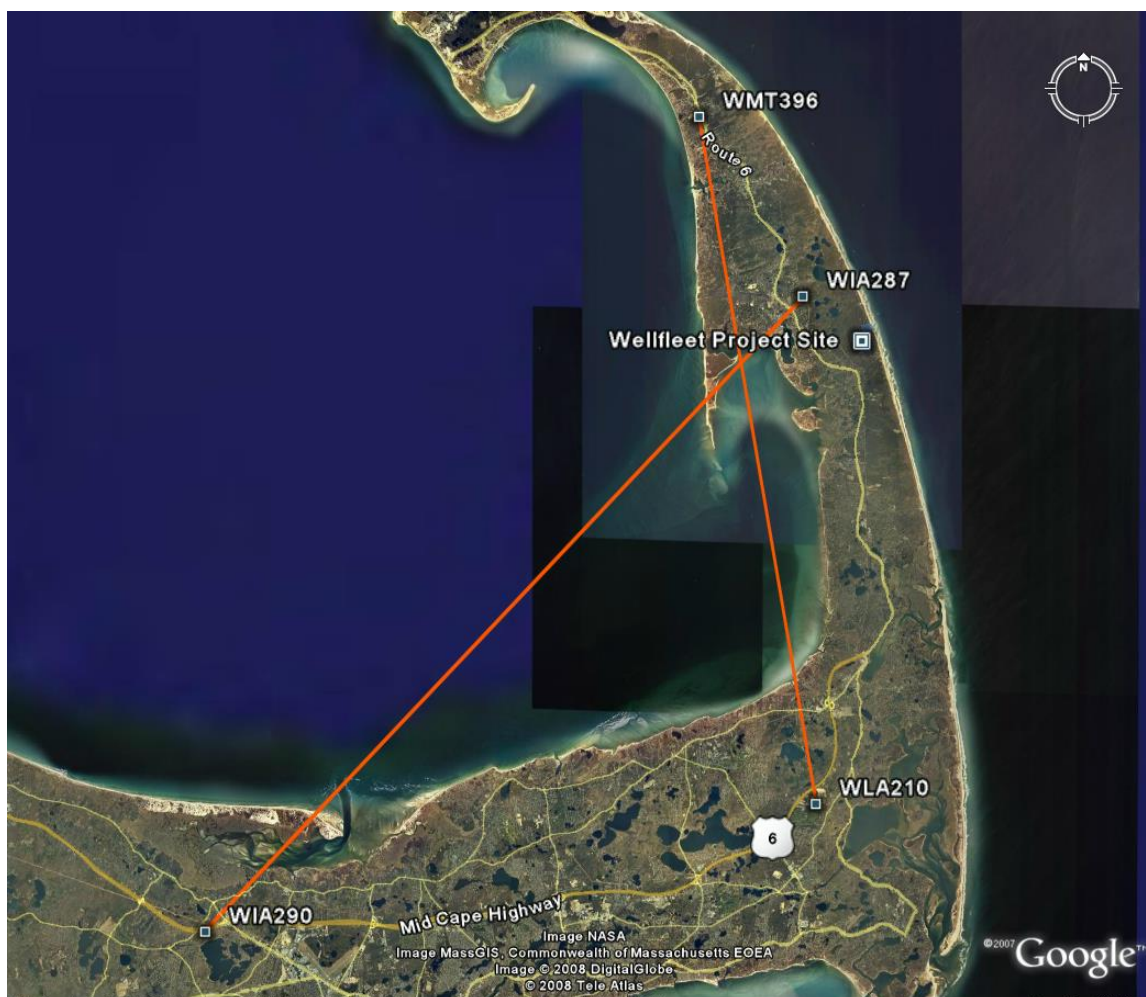 N
WMT396
Route 6
WIA287
Wellfleet Project Site
WLA210
6
WIA290
Mid Cape Highway
Image NASA
Image MassGIS, Commonwealth of Massachusetts EOEA
Image © 2008 DigitalGlobe
© 2008 Tele Atlas
©2007 Google™